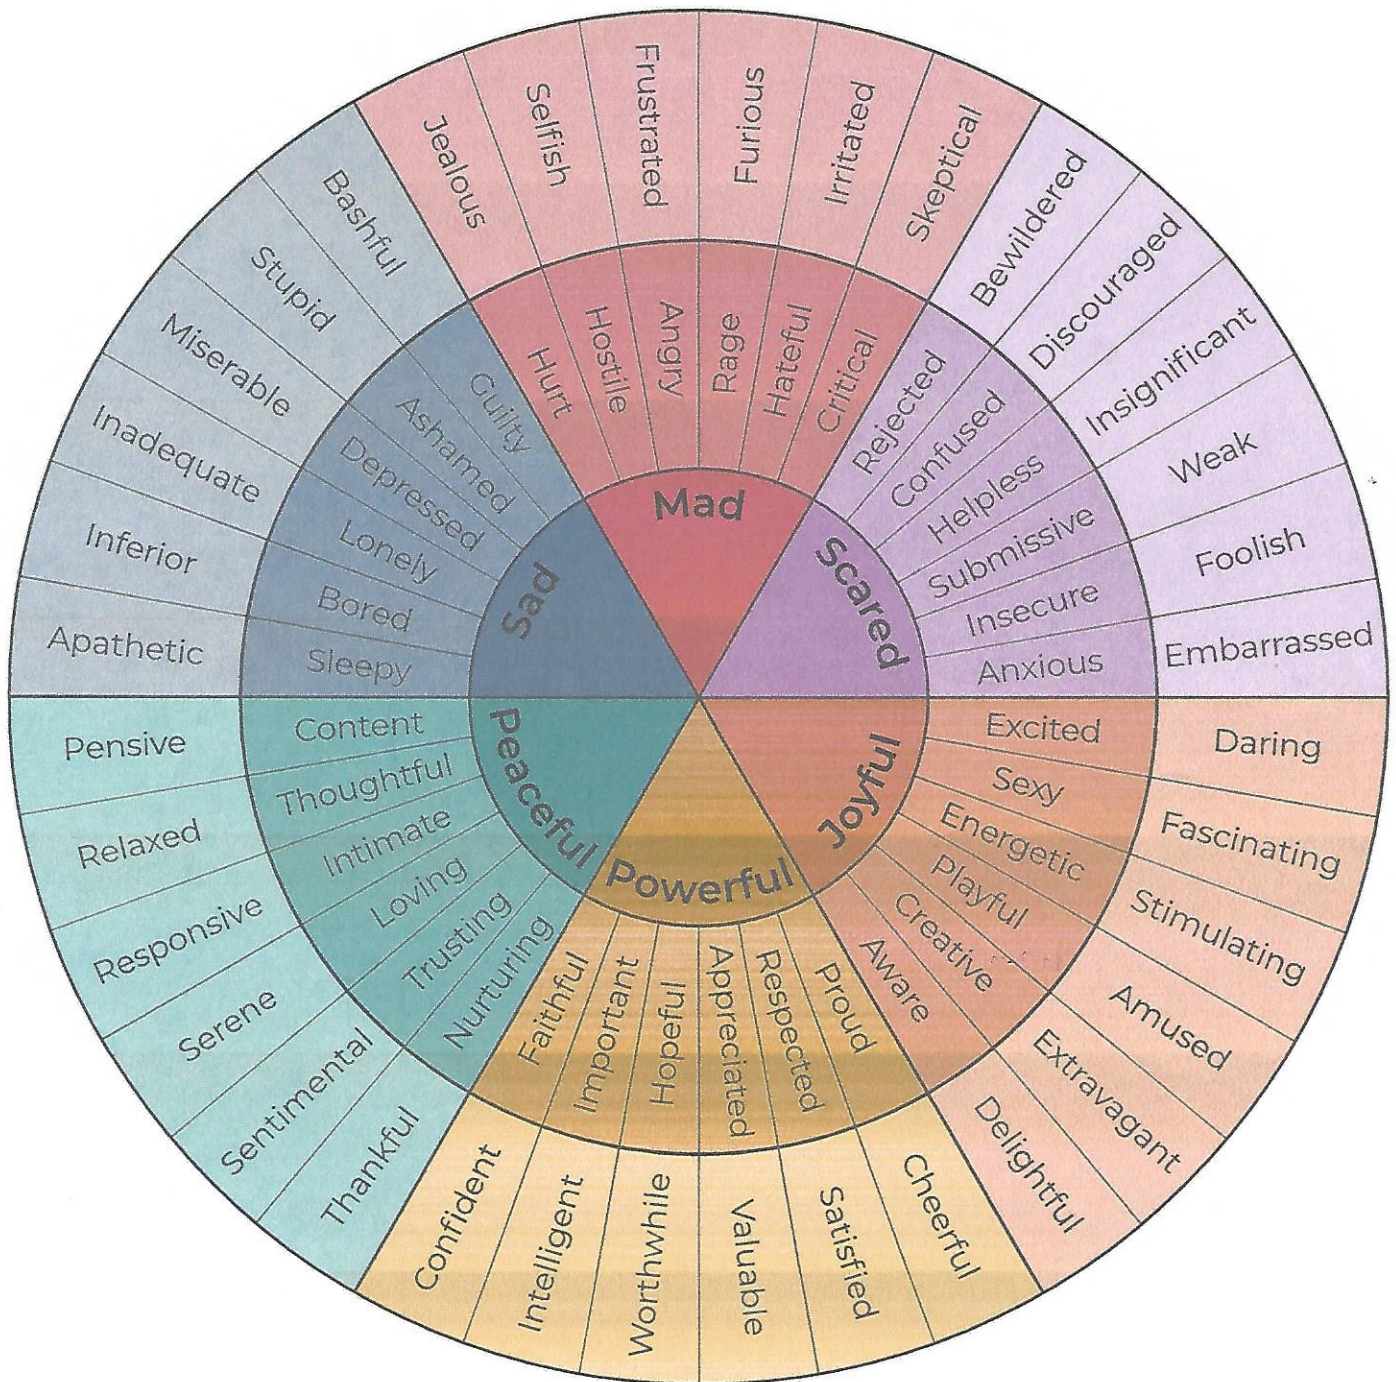 Mad
Hurt
Hostile
Angry
Rage
Hateful
Critical
Jealous
Selfish
Frustrated
Furious
Irritated
Skeptical
Scared
Rejected
Confused
Helpless
Submissive
Insecure
Anxious
Bewildered
Discouraged
Insignificant
Weak
Foolish
Embarrassed
Joyful
Excited
Sexy
Energetic
Playful
Creative
Aware
Daring
Fascinating
Stimulating
Amused
Extravagant
Delightful
Powerful
Proud
Respected
Appreciated
Hopeful
Important
Faithful
Cheerful
Satisfied
Valuable
Worthwhile
Intelligent
Confident
Peaceful
Nurturing
Trusting
Loving
Intimate
Thoughtful
Content
Thankful
Sentimental
Serene
Responsive
Relaxed
Pensive
Sad
Sleepy
Bored
Lonely
Depressed
Ashamed
Guilty
Apathetic
Inferior
Inadequate
Miserable
Stupid
Bashful